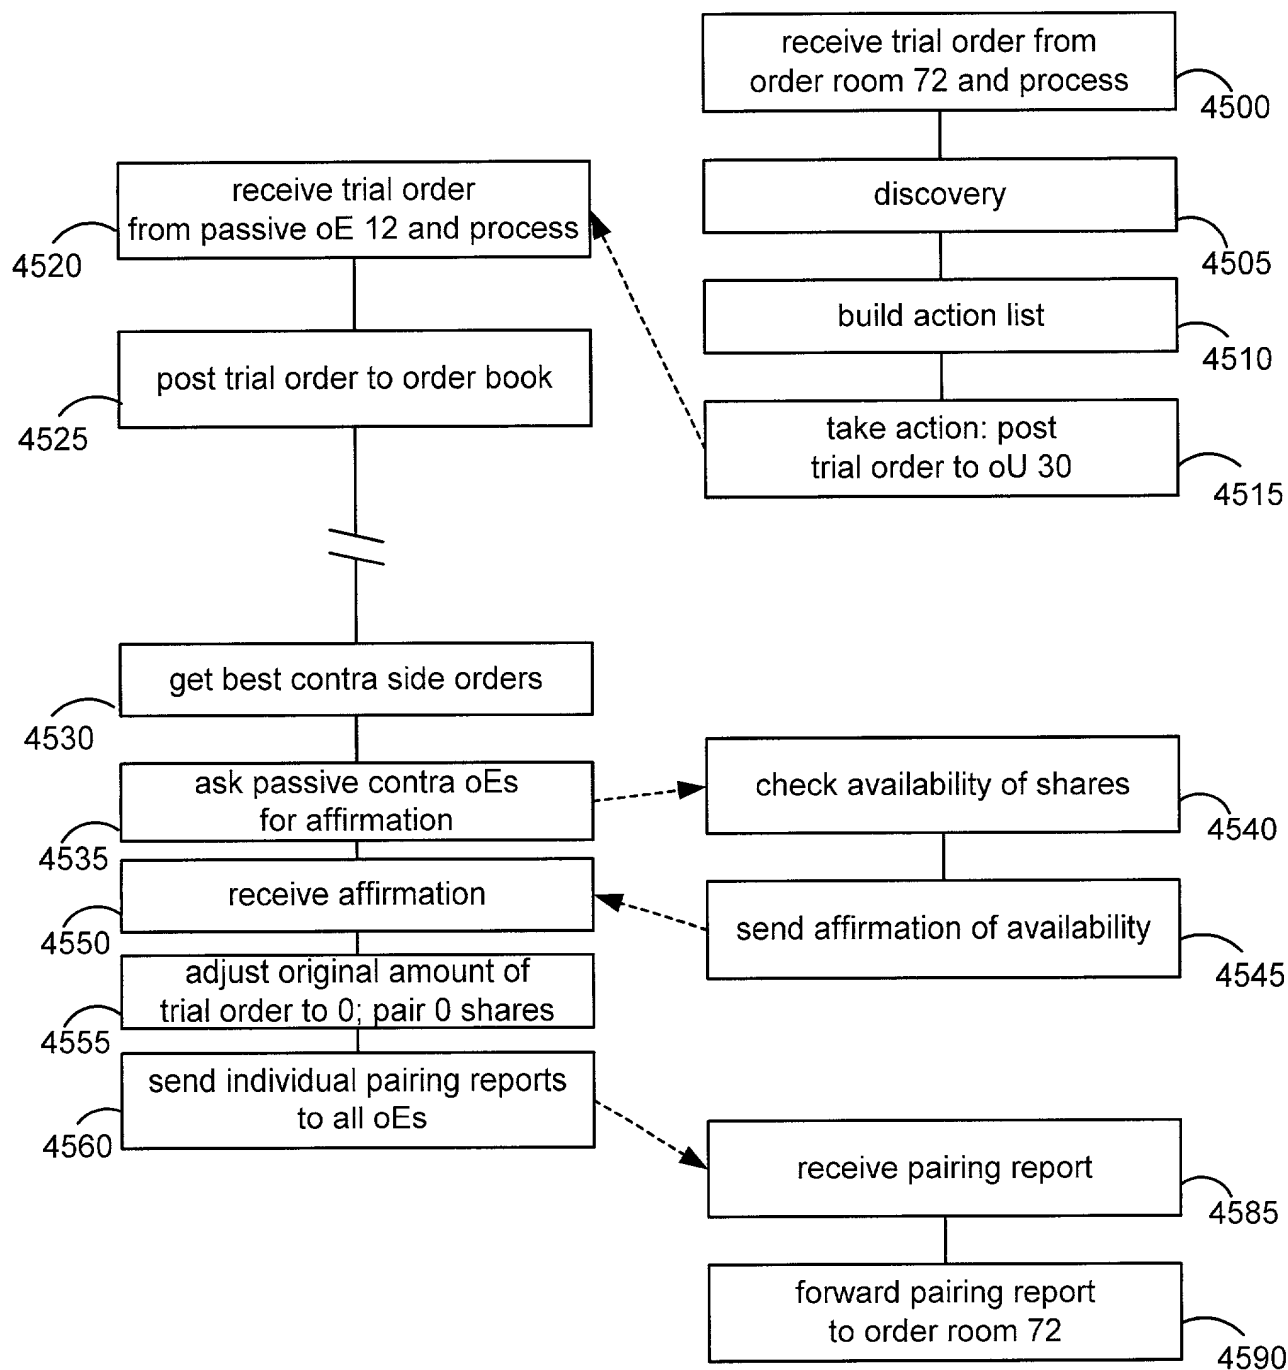 receive trial order from
order room 72 and process
4500
discovery
4505
build action list
4510
take action: post
trial order to oU 30
4515
receive trial order
from passive oE 12 and process
4520
post trial order to order book
4525
get best contra side orders
4530
ask passive contra oEs
for affirmation
4535
check availability of shares
4540
send affirmation of availability
4545
receive affirmation
4550
adjust original amount of
trial order to 0; pair 0 shares
4555
send individual pairing reports
to all oEs
4560
receive pairing report
4585
forward pairing report
to order room 72
4590